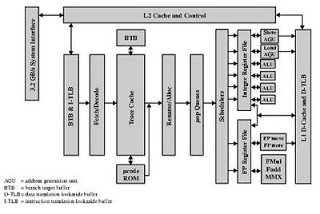 L2 Cache and Control
3.2 GB/s System Interface
BTB
BTB & I-TLB
Fetch/Decode
Trace Cache
µcode
ROM
Rename/Alloc
µop Queues
Schedulers
Integer Register File
FP Register File
Store
AGU
Load
AGU
ALU
ALU
ALU
ALU
FP move
FP store
FMul
Fadd
MMX
L1 D-Cache and D-TLB
AGU = address generation unit
BTB = branch target buffer
D-TLB = data translation lookaside buffer
I-TLB = instruction translation lookaside buffer